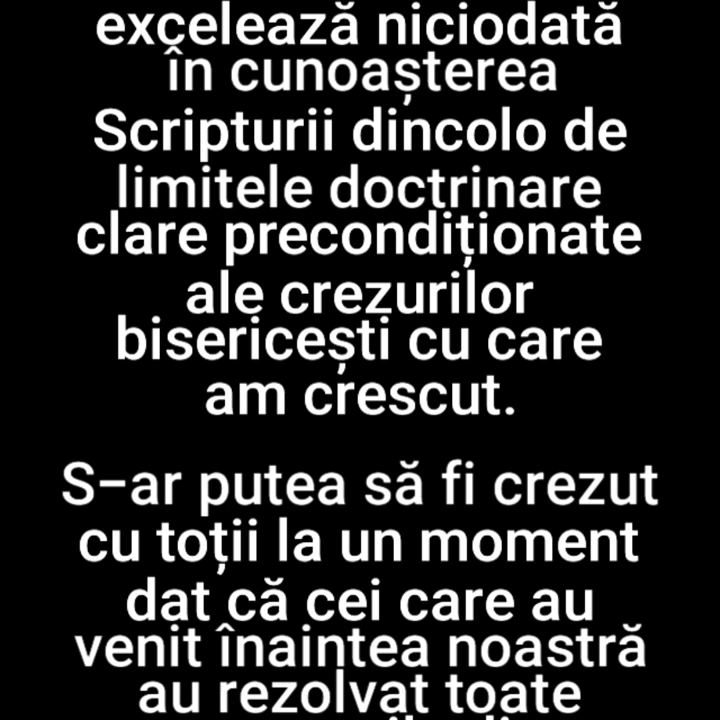 excelează niciodată
în cunoașterea
Scripturii dincolo de
limitele doctrinare
clare precondiționate
ale crezurilor
bisericești cu care
am crescut.
S-ar putea să fi crezut
cu toții la un moment
dat că cei care au
venit înaintea noastră
au rezolvat toate